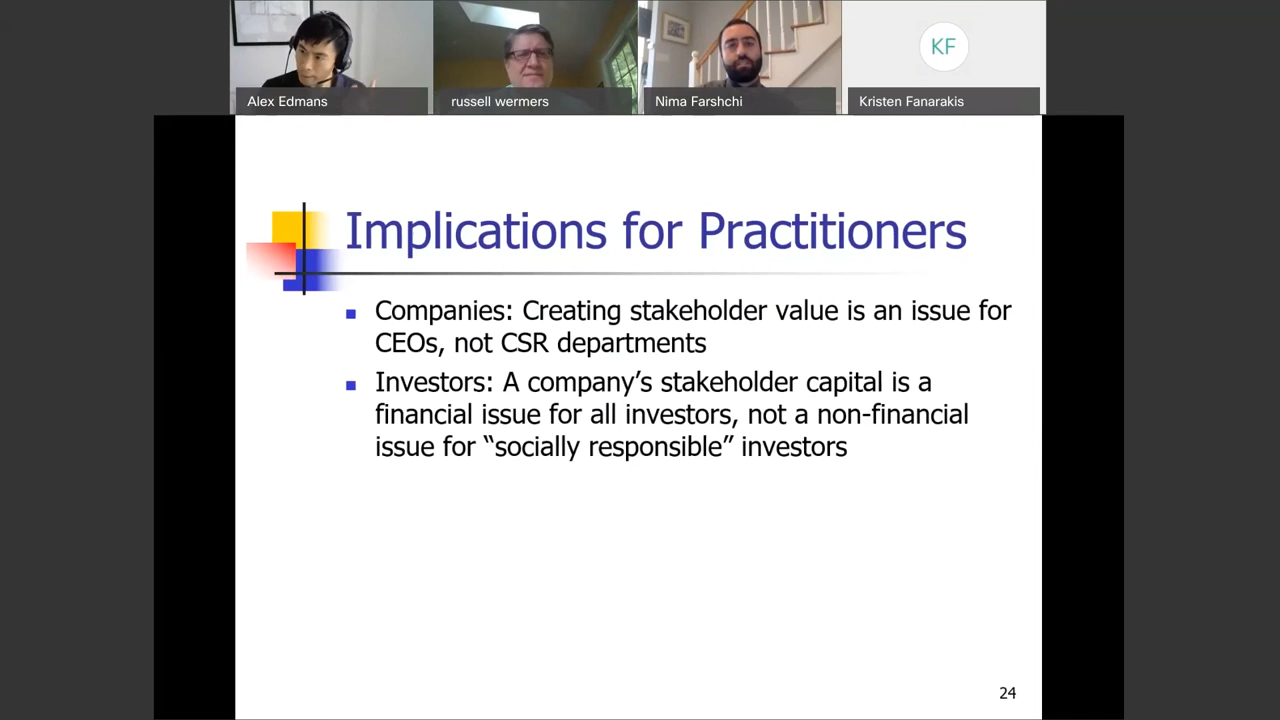 KF
Alex Edmans
russell wermers
Nima Farshchi
Kristen Fanarakis
Implications for Practitioners
Companies: Creating stakeholder value is an issue for
CEOs, not CSR departments
Investors: A company’s stakeholder capital is a
financial issue for all investors, not a non-financial
issue for “socially responsible” investors
24